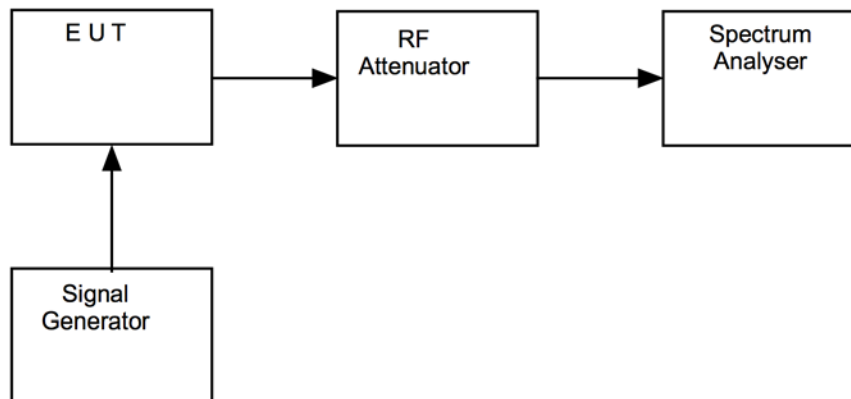 E U T
RF
Attenuator
Spectrum
Analyser
Signal
Generator